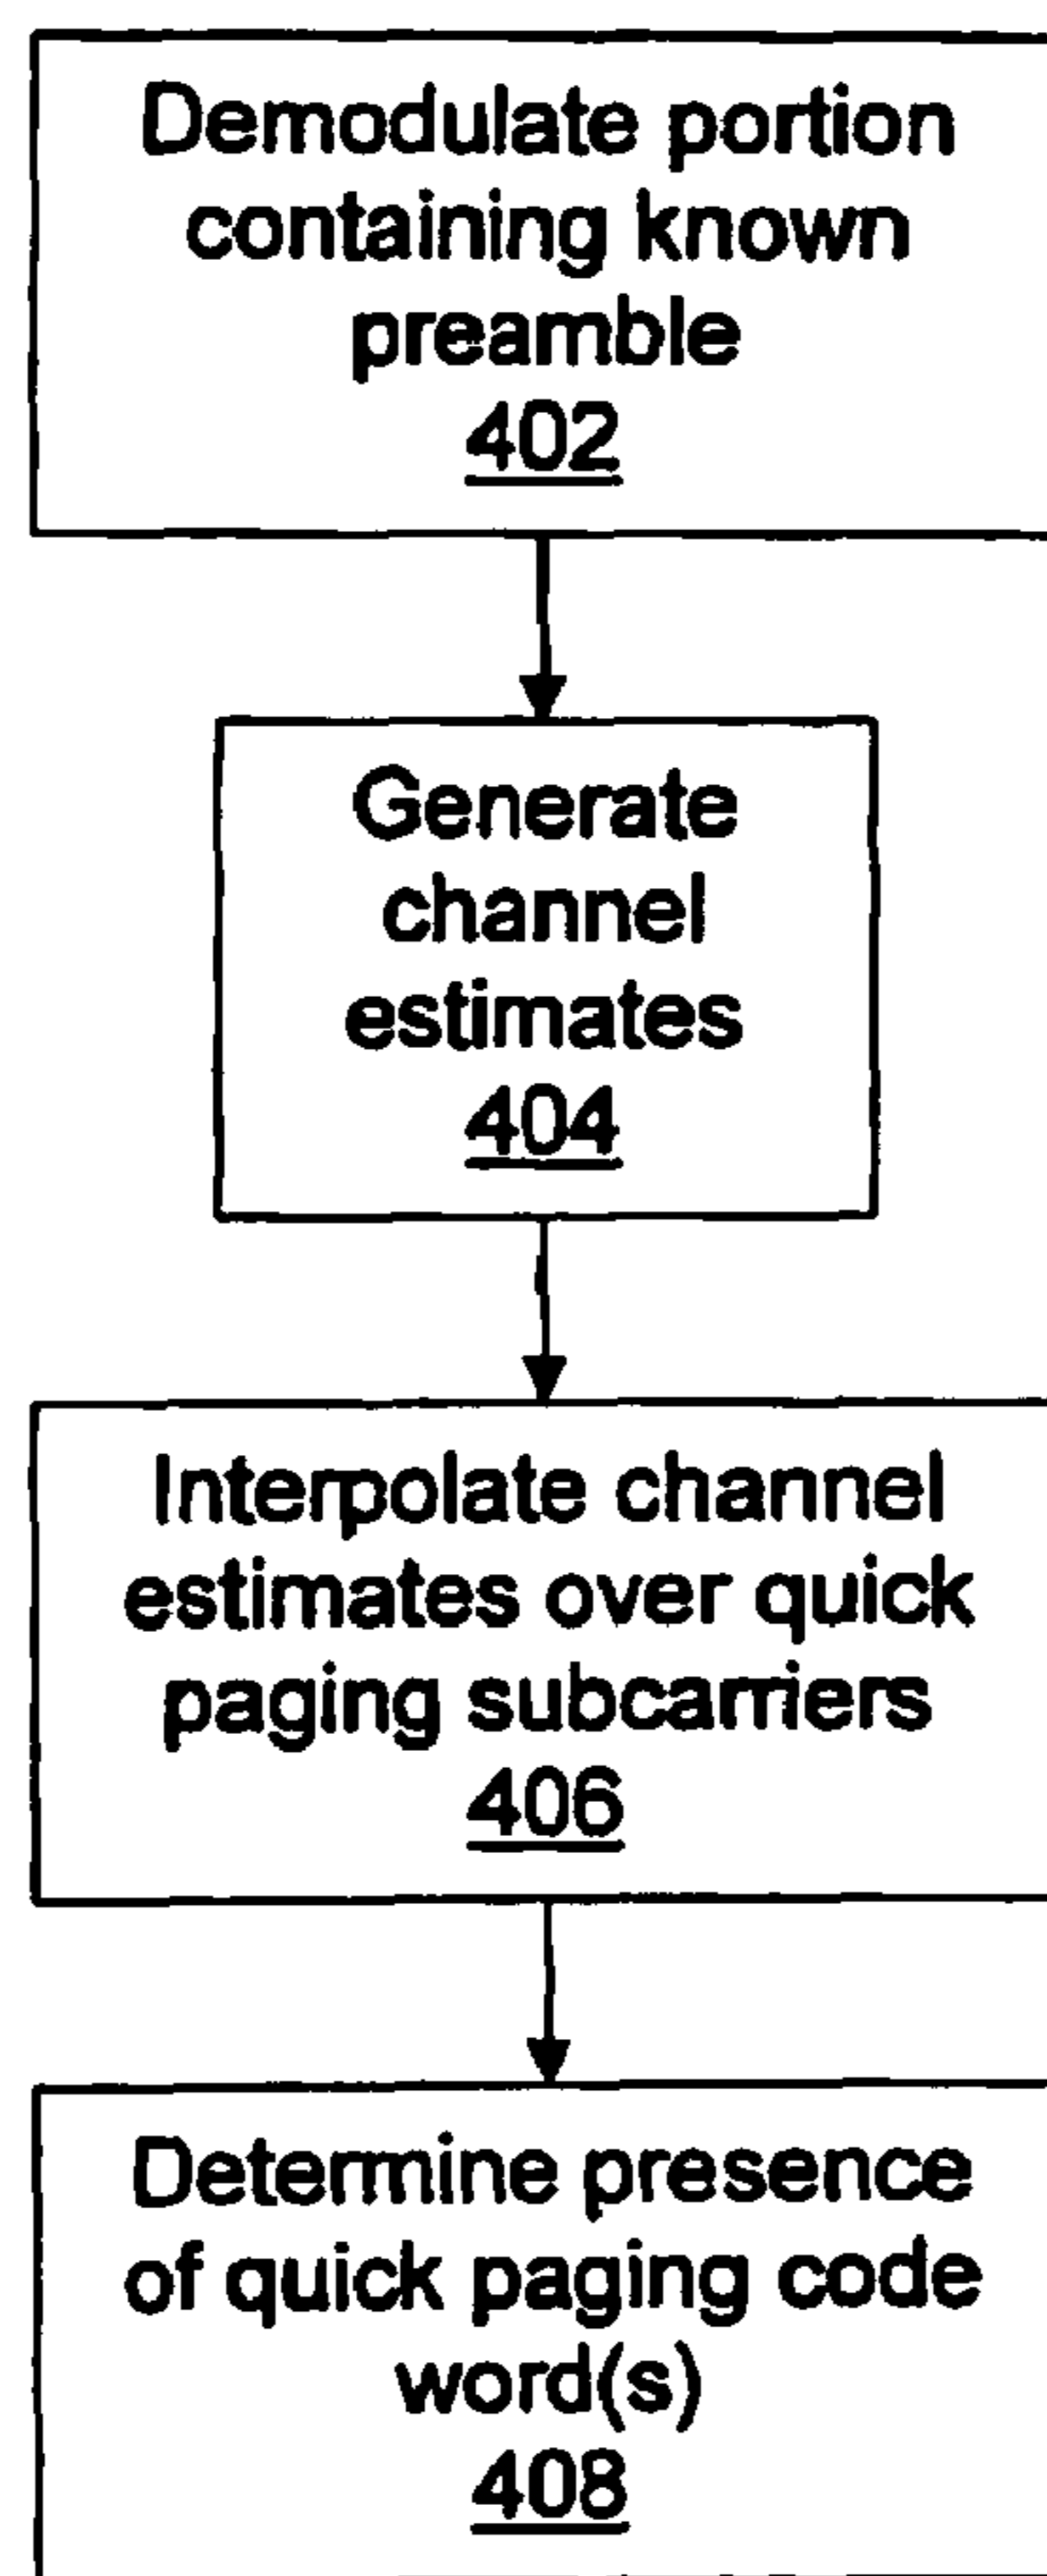 Demodulate portion
containing known
preamble
402
Generate
channel
estimates
404
Interpolate channel
estimates over quick
paging subcarriers
406
Determine presence
of quick paging code
word(s)
408